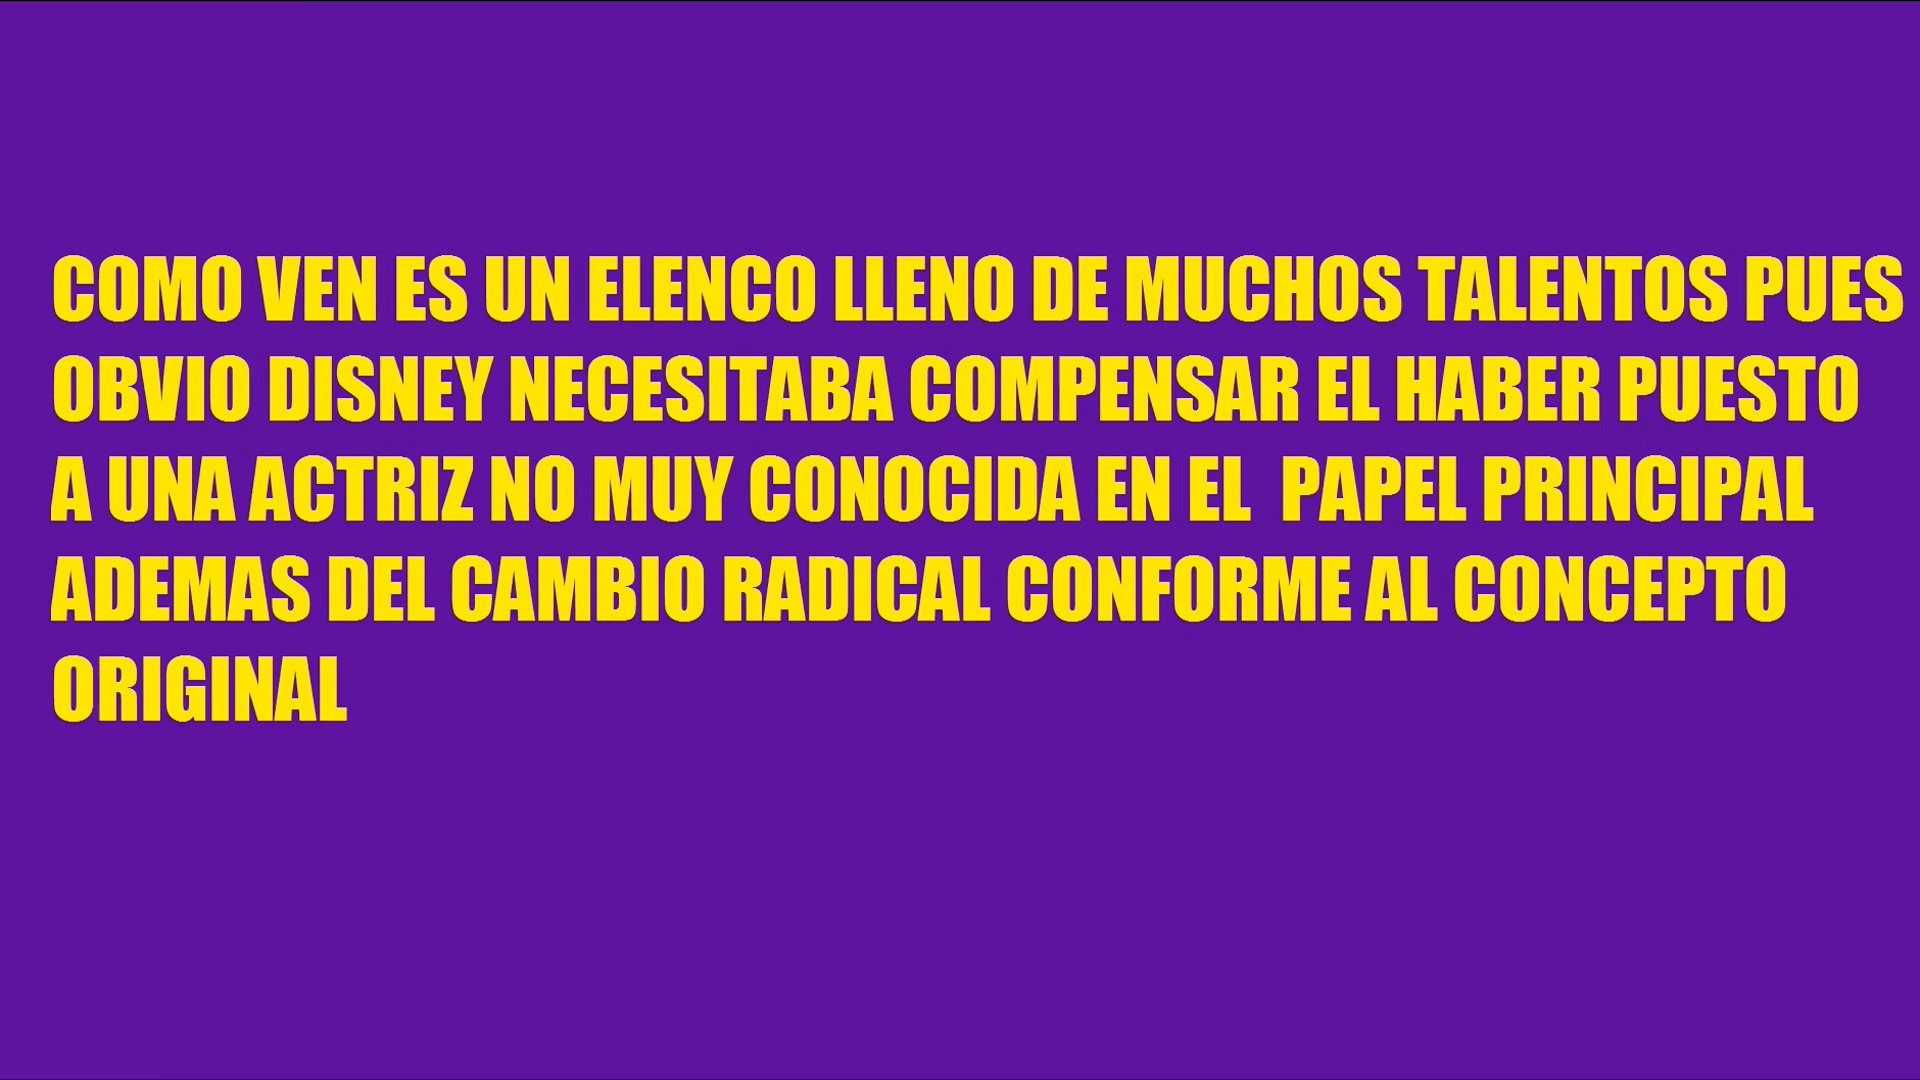 COMO VEN ES UN ELENCO LLENO DE MUCHOS TALENTOS PUES
OBVIO DISNEY NECESITABA COMPENSAR EL HABER PUESTO
A UNA ACTRIZ NO MUY CONOCIDA EN EL  PAPEL PRINCIPAL
ADEMAS DEL CAMBIO RADICAL CONFORME AL CONCEPTO
ORIGINAL